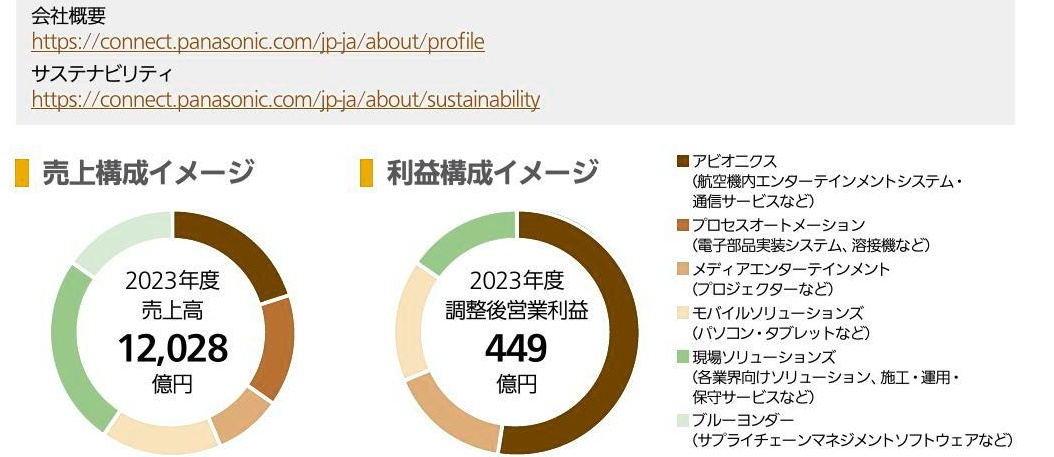 会社概要
https://connect.panasonic.com/jp-ja/about/profile
サステナビリティ
https://connect.panasonic.com/jp-ja/about/sustainability
売上構成イメージ
2023年度
売上高
12,028
億円
利益構成イメージ
2023年度
調整後営業利益
449
億円
アビオニクス
（航空機内エンターテインメントシステム・
通信サービスなど）
プロセスオートメーション
（電子部品実装システム、溶接機など）
メディアエンターテインメント
（プロジェクターなど）
モバイルソリューションズ
（パソコン・タブレットなど）
現場ソリューションズ
（各業界向けソリューション、施工・運用・
保守サービスなど）
ブルーヨンダー
（サプライチェーンマネジメントソフトウェアなど）